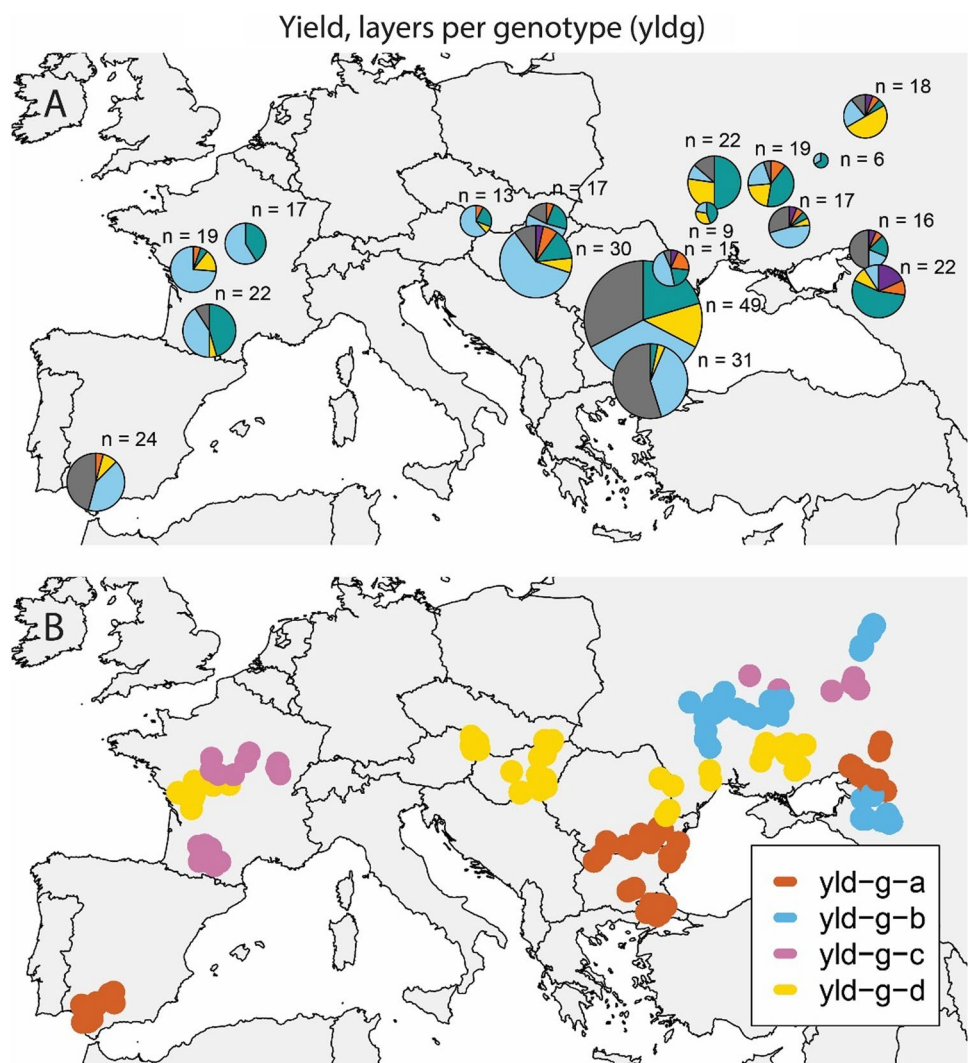 Yield, layers per genotype (yldg)
A
n = 18
n = 22
n = 19
n = 6
n = 13
n = 17
n = 17
n = 9
n = 17
n = 19
n = 16
n = 30
n = 15
n = 22
n = 22
n = 49
n = 31
n = 24
B
yld-g-a
yld-g-b
yld-g-c
yld-g-d